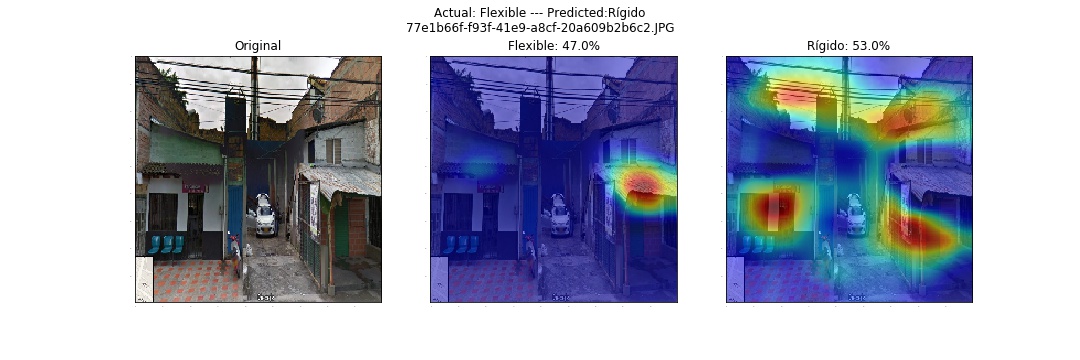 Actual: Flexible --- Predicted:Rígido
77e1b66f-f93f-41e9-a8cf-20a609b2b6c2.JPG
Original
Flexible: 47.0%
Rígido: 53.0%